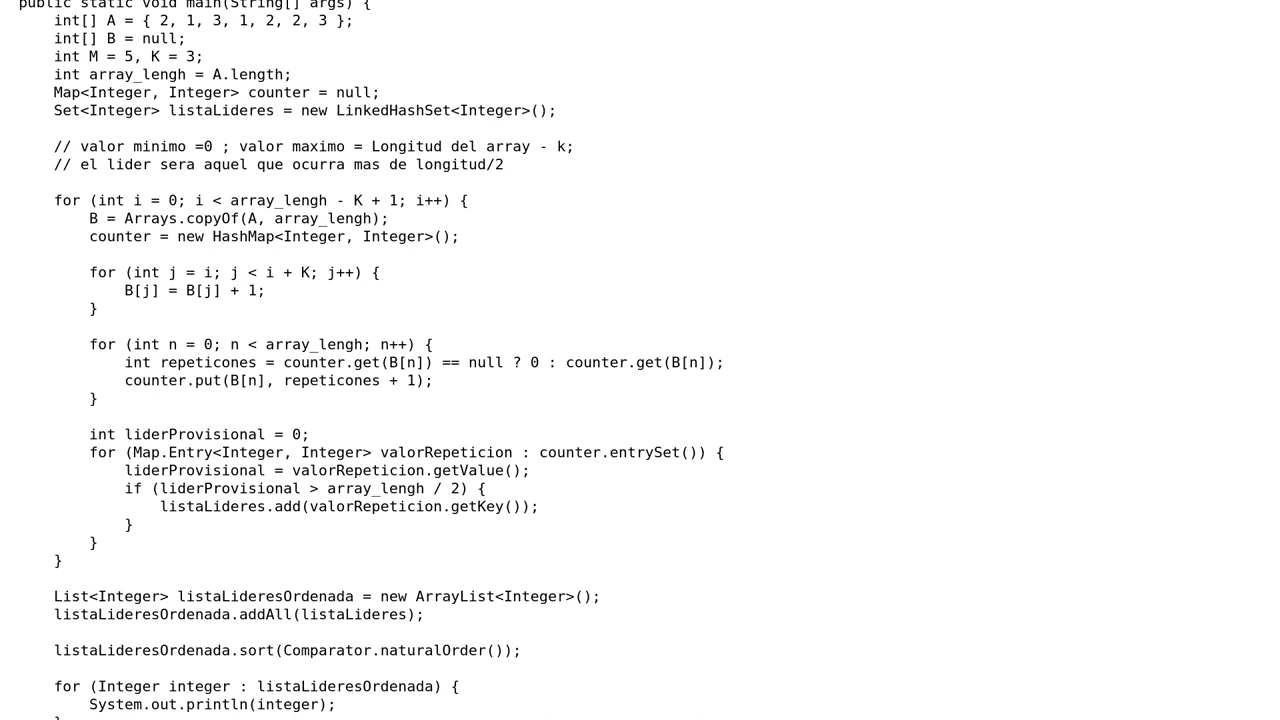 public static void main(String[] args) {
int[] A = { 2, 1, 3, 1, 2, 2, 3 };
int[] B = null;
int M = 5, K = 3;
int array_lengh = A.length;
Map<Integer, Integer> counter = null;
Set<Integer> listaLideres = new LinkedHashSet<Integer>();
// valor minimo =0 ; valor maximo = Longitud del array - k;
// el lider sera aquel que ocurra mas de longitud/2
for (int i = 0; i < array_lengh - K + 1; i++) {
B = Arrays.copyOf(A, array_lengh);
counter = new HashMap<Integer, Integer>();
for (int j = i; j < i + K; j++) {
B[j] = B[j] + 1;
}
for (int n = 0; n < array_lengh; n++) {
int repeticones = counter.get(B[n]) == null ? 0 : counter.get(B[n]);
counter.put(B[n], repeticones + 1);
}
int liderProvisional = 0;
for (Map.Entry<Integer, Integer> valorRepeticion : counter.entrySet()) {
liderProvisional = valorRepeticion.getValue();
if (liderProvisional > array_lengh / 2) {
listaLideres.add(valorRepeticion.getKey());
}
}
}
List<Integer> listaLideresOrdenada = new ArrayList<Integer>();
listaLideresOrdenada.addAll(listaLideres);
listaLideresOrdenada.sort(Comparator.naturalOrder());
for (Integer integer : listaLideresOrdenada) {
System.out.println(integer);